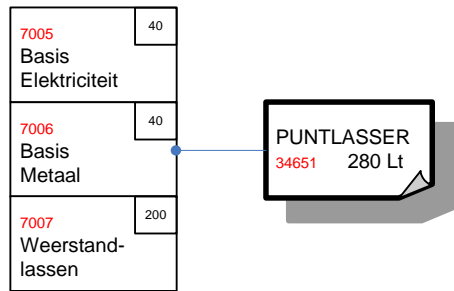 7005 40
Basis
Elektriciteit
7006 40
Basis
Metaal
7007 200
Weerstand-
lassen
PUNTLASSER
34651 280 Lt